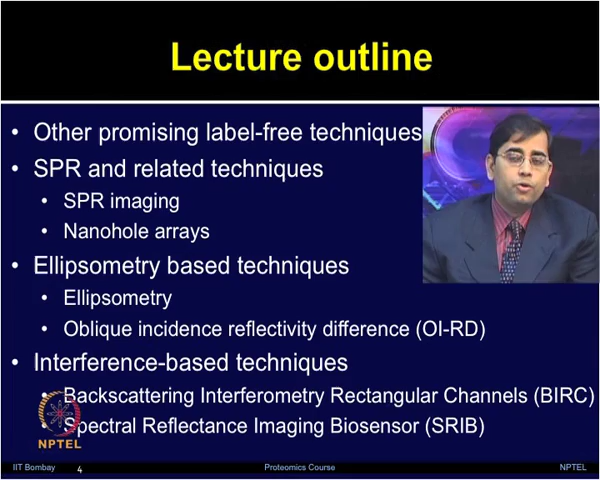 Lecture outline
• Other promising label-free techniques
• SPR and related techniques
• SPR imaging
• Nanohole arrays
• Ellipsometry based techniques
• Ellipsometry
• Oblique incidence reflectivity difference (OI-RD)
• Interference-based techniques
• Backscattering Interferometry Rectangular Channels (BIRC)
• Spectral Reflectance Imaging Biosensor (SRIB)
NPTEL
IIT Bombay 4 Proteomics Course NPTEL